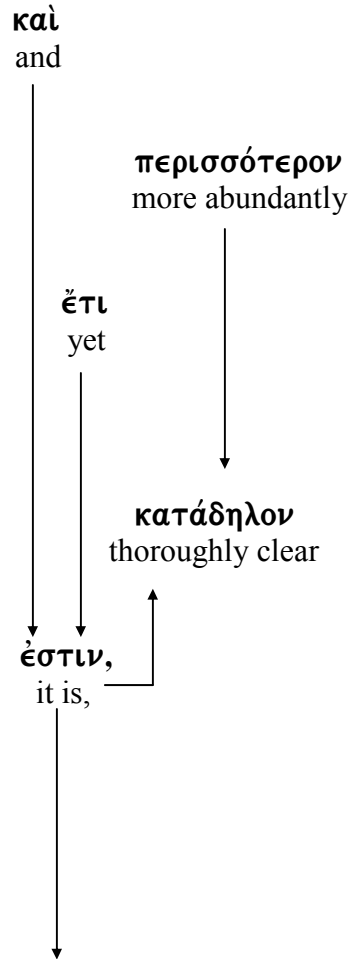 καὶ
and
περισσότερον
more abundantly
ἔτι
yet
κατάδηλον
thoroughly clear
ἐστιν,
it is,